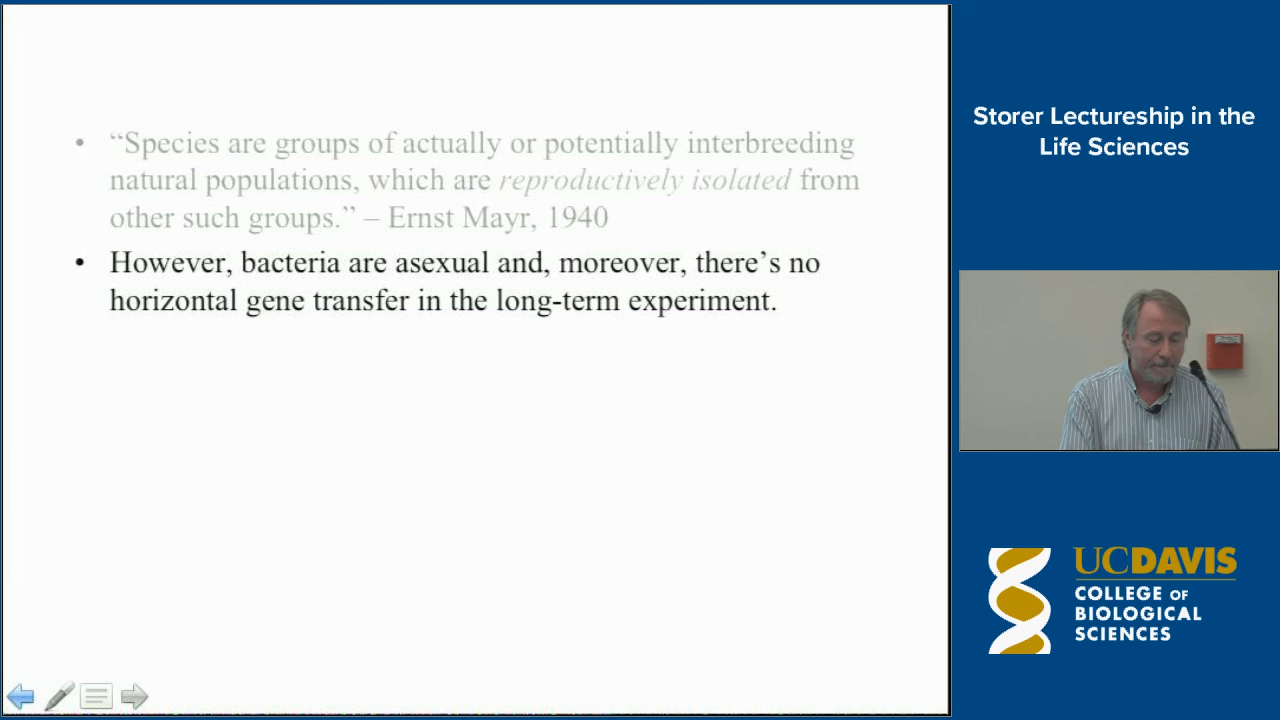 • “Species are groups of actually or potentially interbreeding
natural populations, which are reproductively isolated from
other such groups.” – Ernst Mayr, 1940
• However, bacteria are asexual and, moreover, there’s no
horizontal gene transfer in the long-term experiment.
Storer Lectureship in the
Life Sciences
UCDAVIS
COLLEGE OF
BIOLOGICAL
SCIENCES